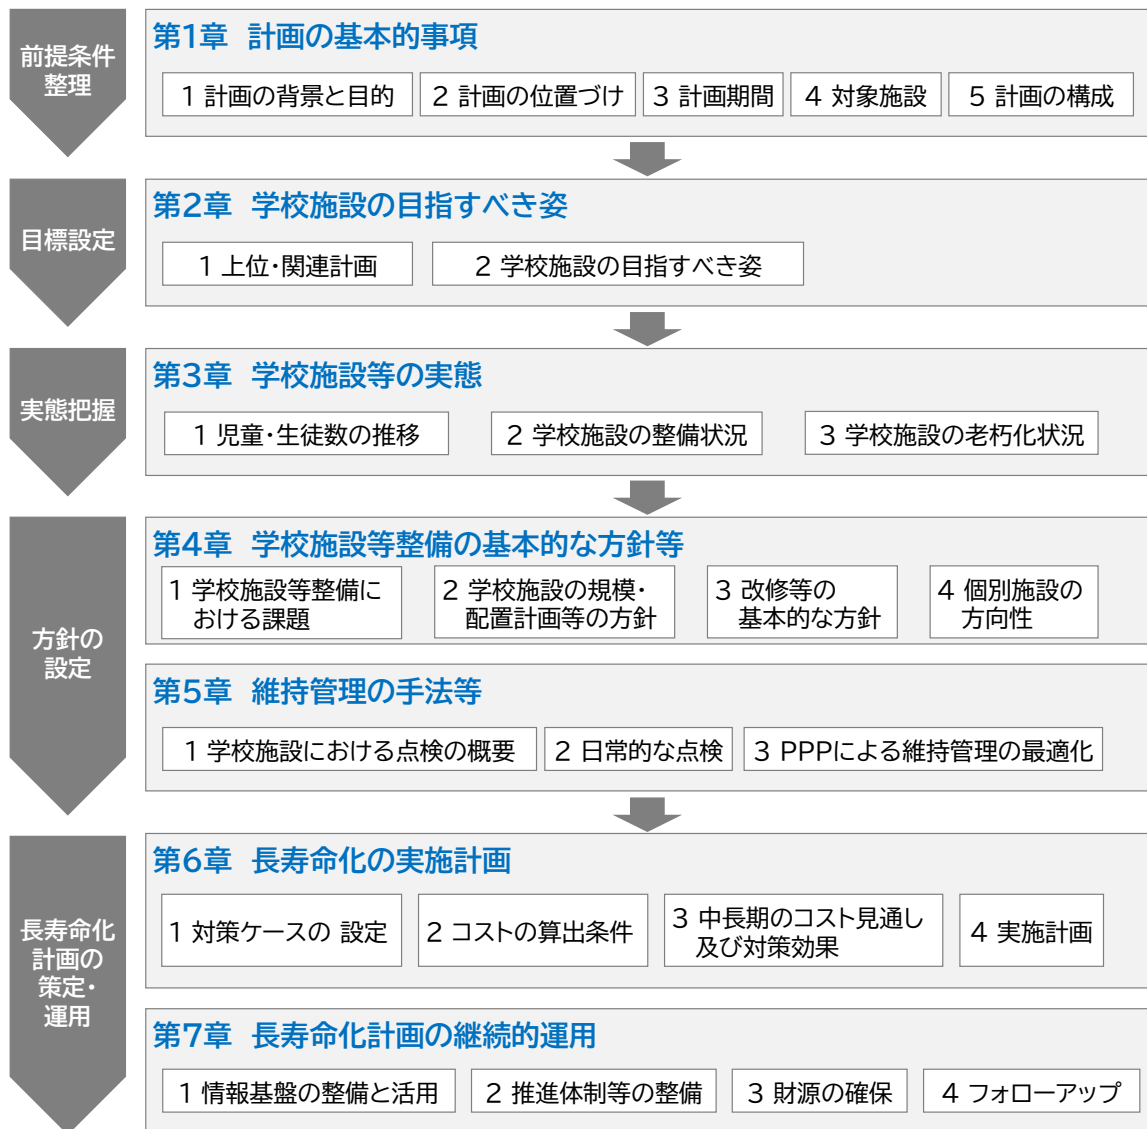 前提条件
整理
第1章 計画の基本的事項
1 計画の背景と目的
2 計画の位置づけ
3 計画期間
4 対象施設
5 計画の構成
目標設定
第2章 学校施設の目指すべき姿
1 上位・関連計画
2 学校施設の目指すべき姿
実態把握
第3章 学校施設等の実態
1 児童・生徒数の推移
2 学校施設の整備状況
3 学校施設の老朽化状況
方針の
設定
第4章 学校施設等整備の基本的な方針等
1 学校施設等整備に
おける課題
2 学校施設の規模・
配置計画等の方針
3 改修等の
基本的な方針
4 個別施設の
方向性
第5章 維持管理の手法等
1 学校施設における点検の概要
2 日常的な点検
3 PPPによる維持管理の最適化
長寿命化
計画の
策定・
運用
第6章 長寿命化の実施計画
1 対策ケースの 設定
2 コストの算出条件
3 中長期のコスト見通し
及び対策効果
4 実施計画
第7章 長寿命化計画の継続的運用
1 情報基盤の整備と活用
2 推進体制等の整備
3 財源の確保
4 フォローアップ